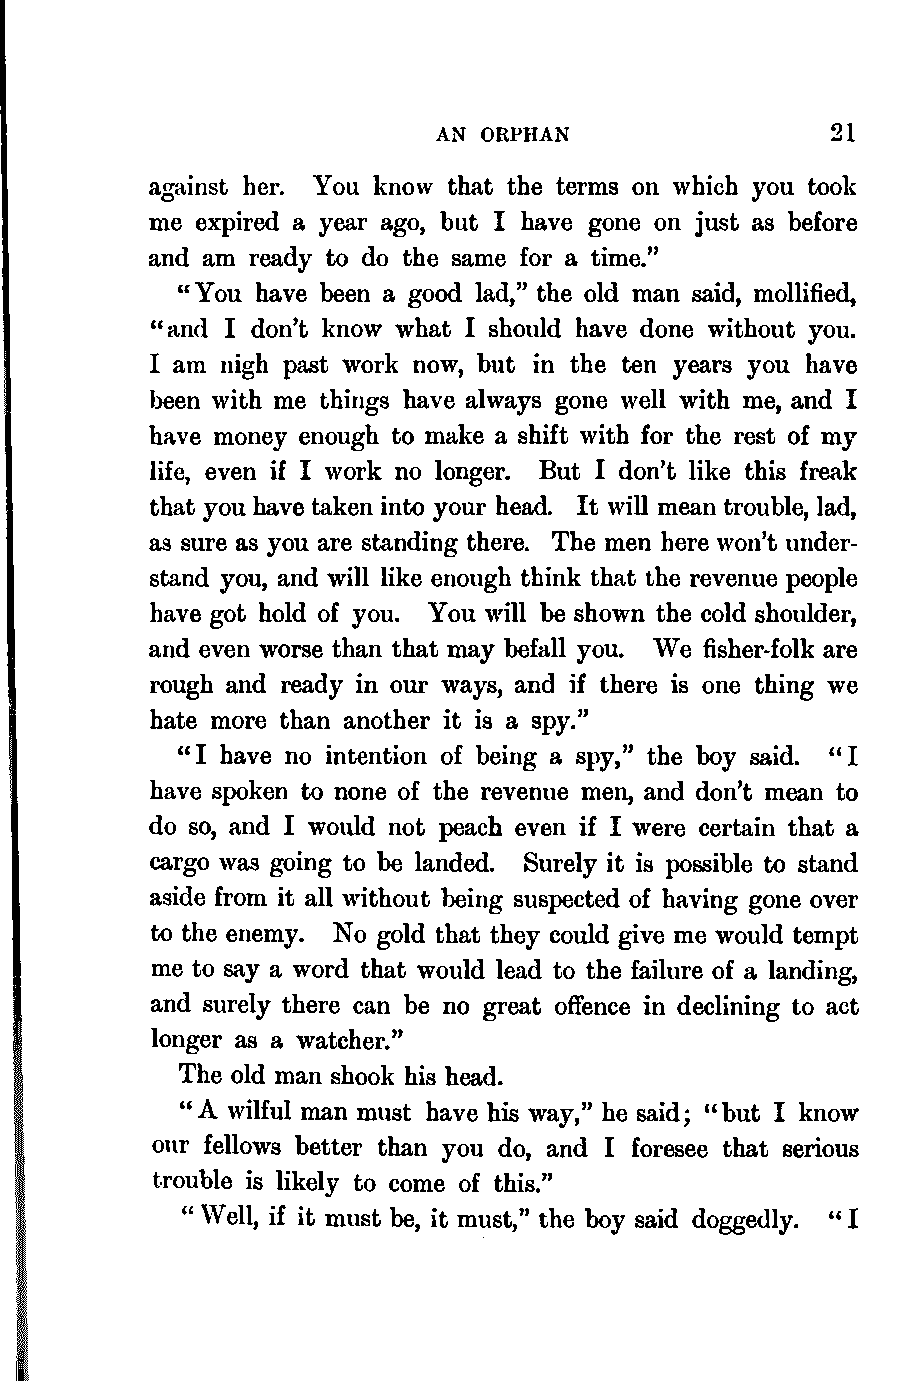 AN ORPHAN 21
against her. You know that the terms on which you took
me expired a year ago, but I have gone on just as before
and am ready to do the same for a time.”
“You have been a good lad,” the old man said, mollified,
“and I don’t know what I should have done without you.
I am nigh past work now, but in the ten years you have
been with me things have always gone well with me, and I
have money enough to make a shift with for the rest of my
life, even if I work no longer. But I don’t like this freak
that you have taken into your head. It will mean trouble, lad,
as sure as you are standing there. The men here won’t under-
stand you, and will like enough think that the revenue people
have got hold of you. You will be shown the cold shoulder,
and even worse than that may befall you. We fisher-folk are
rough and ready in our ways, and if there is one thing we
hate more than another it is a spy.”
“I have no intention of being a spy,” the boy said. “I
have spoken to none of the revenue men, and don’t mean to
do so, and I would not peach even if I were certain that a
cargo was going to be landed. Surely it is possible to stand
aside from it all without being suspected of having gone over
to the enemy. No gold that they could give me would tempt
me to say a word that would lead to the failure of a landing,
and surely there can be no great offence in declining to act
longer as a watcher.”
The old man shook his head.
“A wilful man must have his way,” he said; “but I know
our fellows better than you do, and I foresee that serious
trouble is likely to come of this.”
“Well, if it must be, it must,” the boy said doggedly. “I